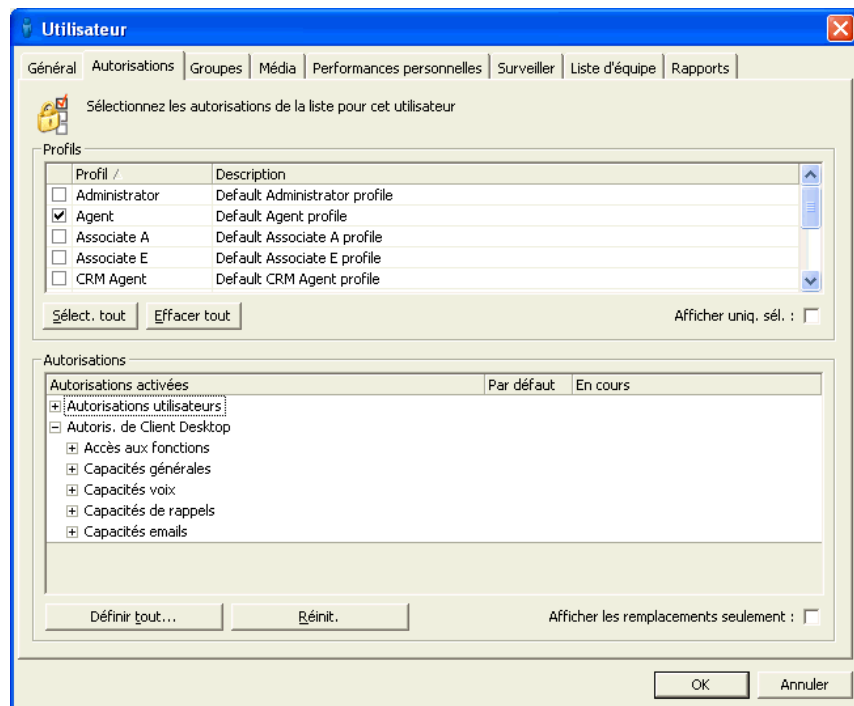 Utilisateur
Général Autorisations Groupes Média Performances personnelles Surveiller Liste d'équipe Rapports
Sélectionnez les autorisations de la liste pour cet utilisateur
Profils
Profil Description
Administrator Default Administrator profile
Agent Default Agent profile
Associate A Default Associate A profile
Associate E Default Associate E profile
CRM Agent Default CRM Agent profile
Sélect. tout Effacer tout Afficher uniq. sél. :
Autorisations
Autorisations activées Par défaut En cours
Autorisations utilisateurs
Autoris. de Client Desktop
Accès aux fonctions
Capacités générales
Capacités voix
Capacités de rappels
Capacités emails
Définir tout... Réinit. Afficher les remplacements seulement :
OK Annuler